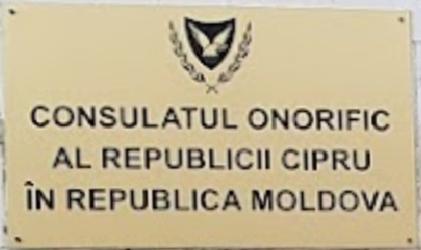 CONSULATUL ONORIFIC
AL REPUBLICII CIPRU
ÎN REPUBLICA MOLDOVA